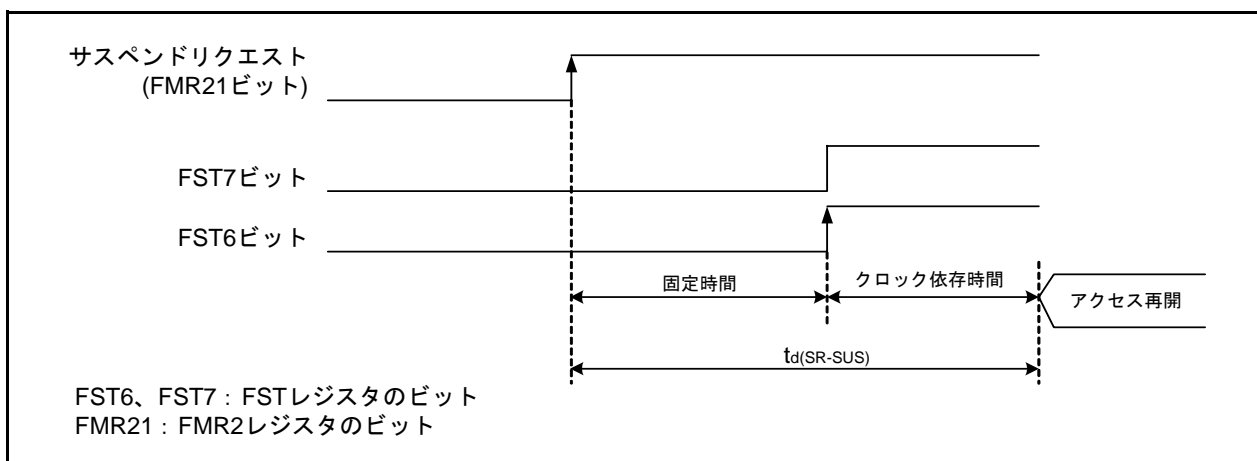 サスペンドリクエスト
(FMR21ビット)
FST7ビット
FST6ビット
固定時間
クロック依存時間
アクセス再開
td(SR-SUS)
FST6、FST7：FSTレジスタのビット
FMR21：FMR2レジスタのビット